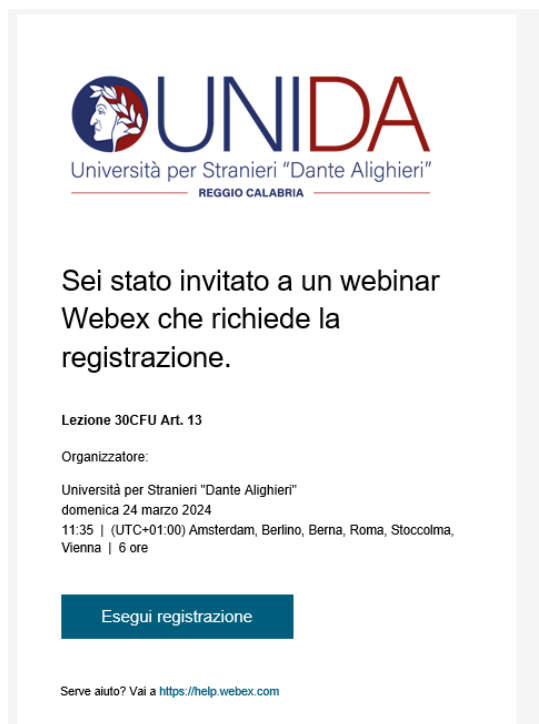 UNIDA
Università per Stranieri "Dante Alighieri"
REGGIO CALABRIA
Sei stato invitato a un webinar
Webex che richiede la
registrazione.
Lezione 30CFU Art. 13
Organizzatore:
Università per Stranieri "Dante Alighieri"
domenica 24 marzo 2024
11:35 | (UTC+01:00) Amsterdam, Berlino, Berna, Roma, Stoccolma,
Vienna | 6 ore
Esegui registrazione
Serve aiuto? Vai a https://help.webex.com